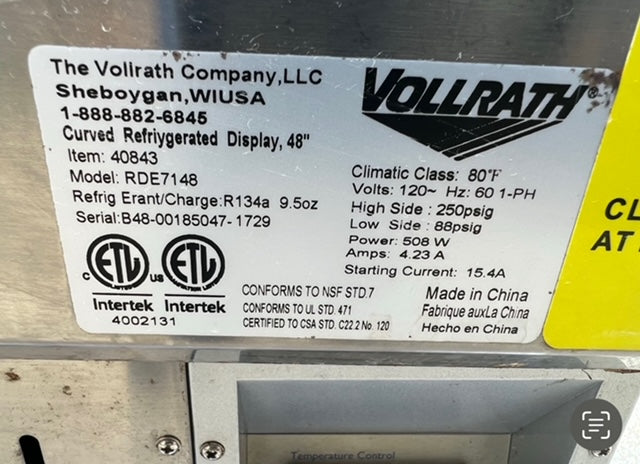 The Vollrath Company,LLC
Sheboygan,WIUSA
1-888-882-6845
Curved Refriygerated Display, 48"
Item: 40843
Model: RDE7148
Refrig Erant/Charge:R134a 9.5oz
Serial:B48-00185047-1729
VOLLRATH®
Climatic Class: 80°F
Volts: 120~ Hz: 60 1-PH
High Side : 250psig
Low Side : 88psig
Power: 508 W
Amps: 4.23 A
Starting Current: 15.4A
C ETL US ETL
LISTED
Intertek Intertek
4002131
CONFORMS TO NSF STD.7
CONFORMS TO UL STD. 471
CERTIFIED TO CSA STD. C22.2 No. 120
Made in China
Fabrique auxLa China
Hecho en China
CL
AT
Temperature Control